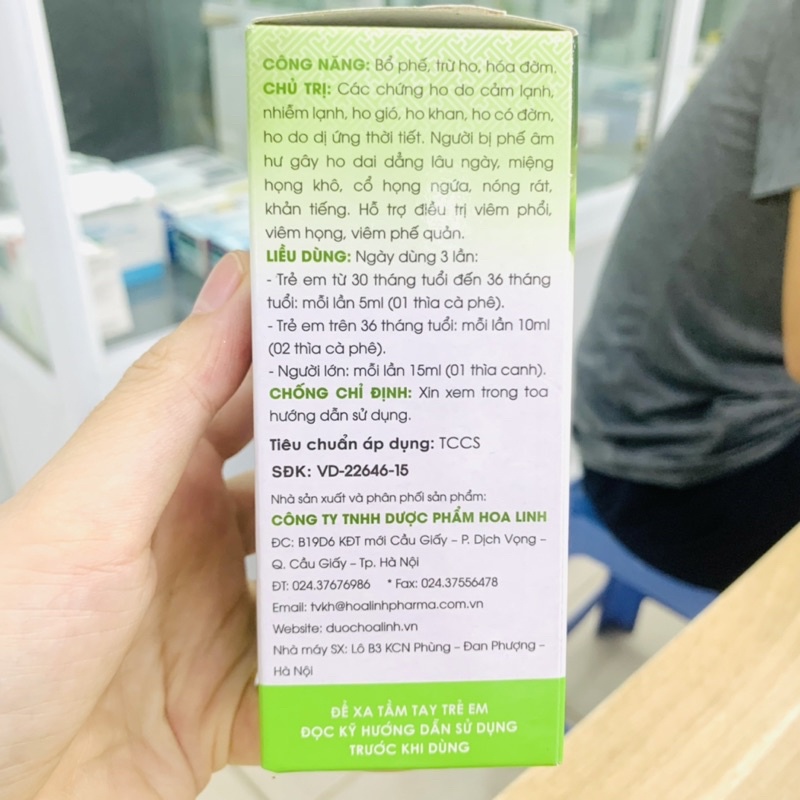 CÔNG NĂNG: Bổ phế, trừ ho, hóa đờm.
CHỦ TRỊ: Các chứng ho do cảm lạnh,
nhiễm lạnh, ho gió, ho khan, ho có đờm,
ho do dị ứng thời tiết. Người bị phế âm
hư gây ho dai dẳng lâu ngày, miệng
họng khô, cổ họng ngứa, nóng rát,
khản tiếng. Hỗ trợ điều trị viêm phổi,
viêm họng, viêm phế quản.
LIỀU DÙNG: Ngày dùng 3 lần:
- Trẻ em từ 30 tháng tuổi đến 36 tháng
tuổi: mỗi lần 5ml (01 thìa cà phê).
- Trẻ em trên 36 tháng tuổi: mỗi lần 10ml
(02 thìa cà phê).
- Người lớn: mỗi lần 15ml (01 thìa canh).
CHỐNG CHỈ ĐỊNH: Xin xem trong toa
hướng dẫn sử dụng.
Tiêu chuẩn áp dụng: TCCS
SĐK: VD-22646-15
Nhà sản xuất và phân phối sản phẩm:
CÔNG TY TNHH DƯỢC PHẨM HOA LINH
ĐC: B19D6 KĐT mới Cầu Giấy – P. Dịch Vọng –
Q. Cầu Giấy – Tp. Hà Nội
ĐT: 024.37676986 * Fax: 024.37556478
Email: tvkh@hoalinhpharma.com.vn
Website: duochoalinh.vn
Nhà máy SX: Lô B3 KCN Phùng – Đan Phượng –
Hà Nội
ĐỂ XA TẦM TAY TRẺ EM
ĐỌC KỸ HƯỚNG DẪN SỬ DỤNG
TRƯỚC KHI DÙNG